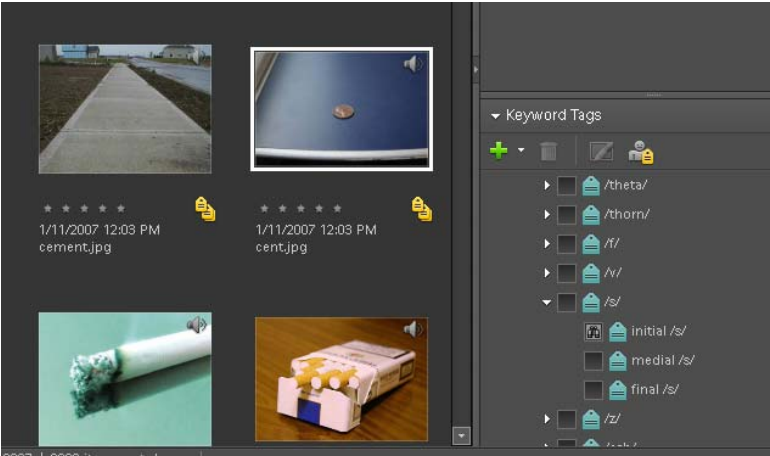 1/11/2007 12:03 PM
cement.jpg
1/11/2007 12:03 PM
cent.jpg
Keyword Tags
/theta/
/thorn/
/f/
/v/
/s/
initial /s/
medial /s/
final /s/
/z/